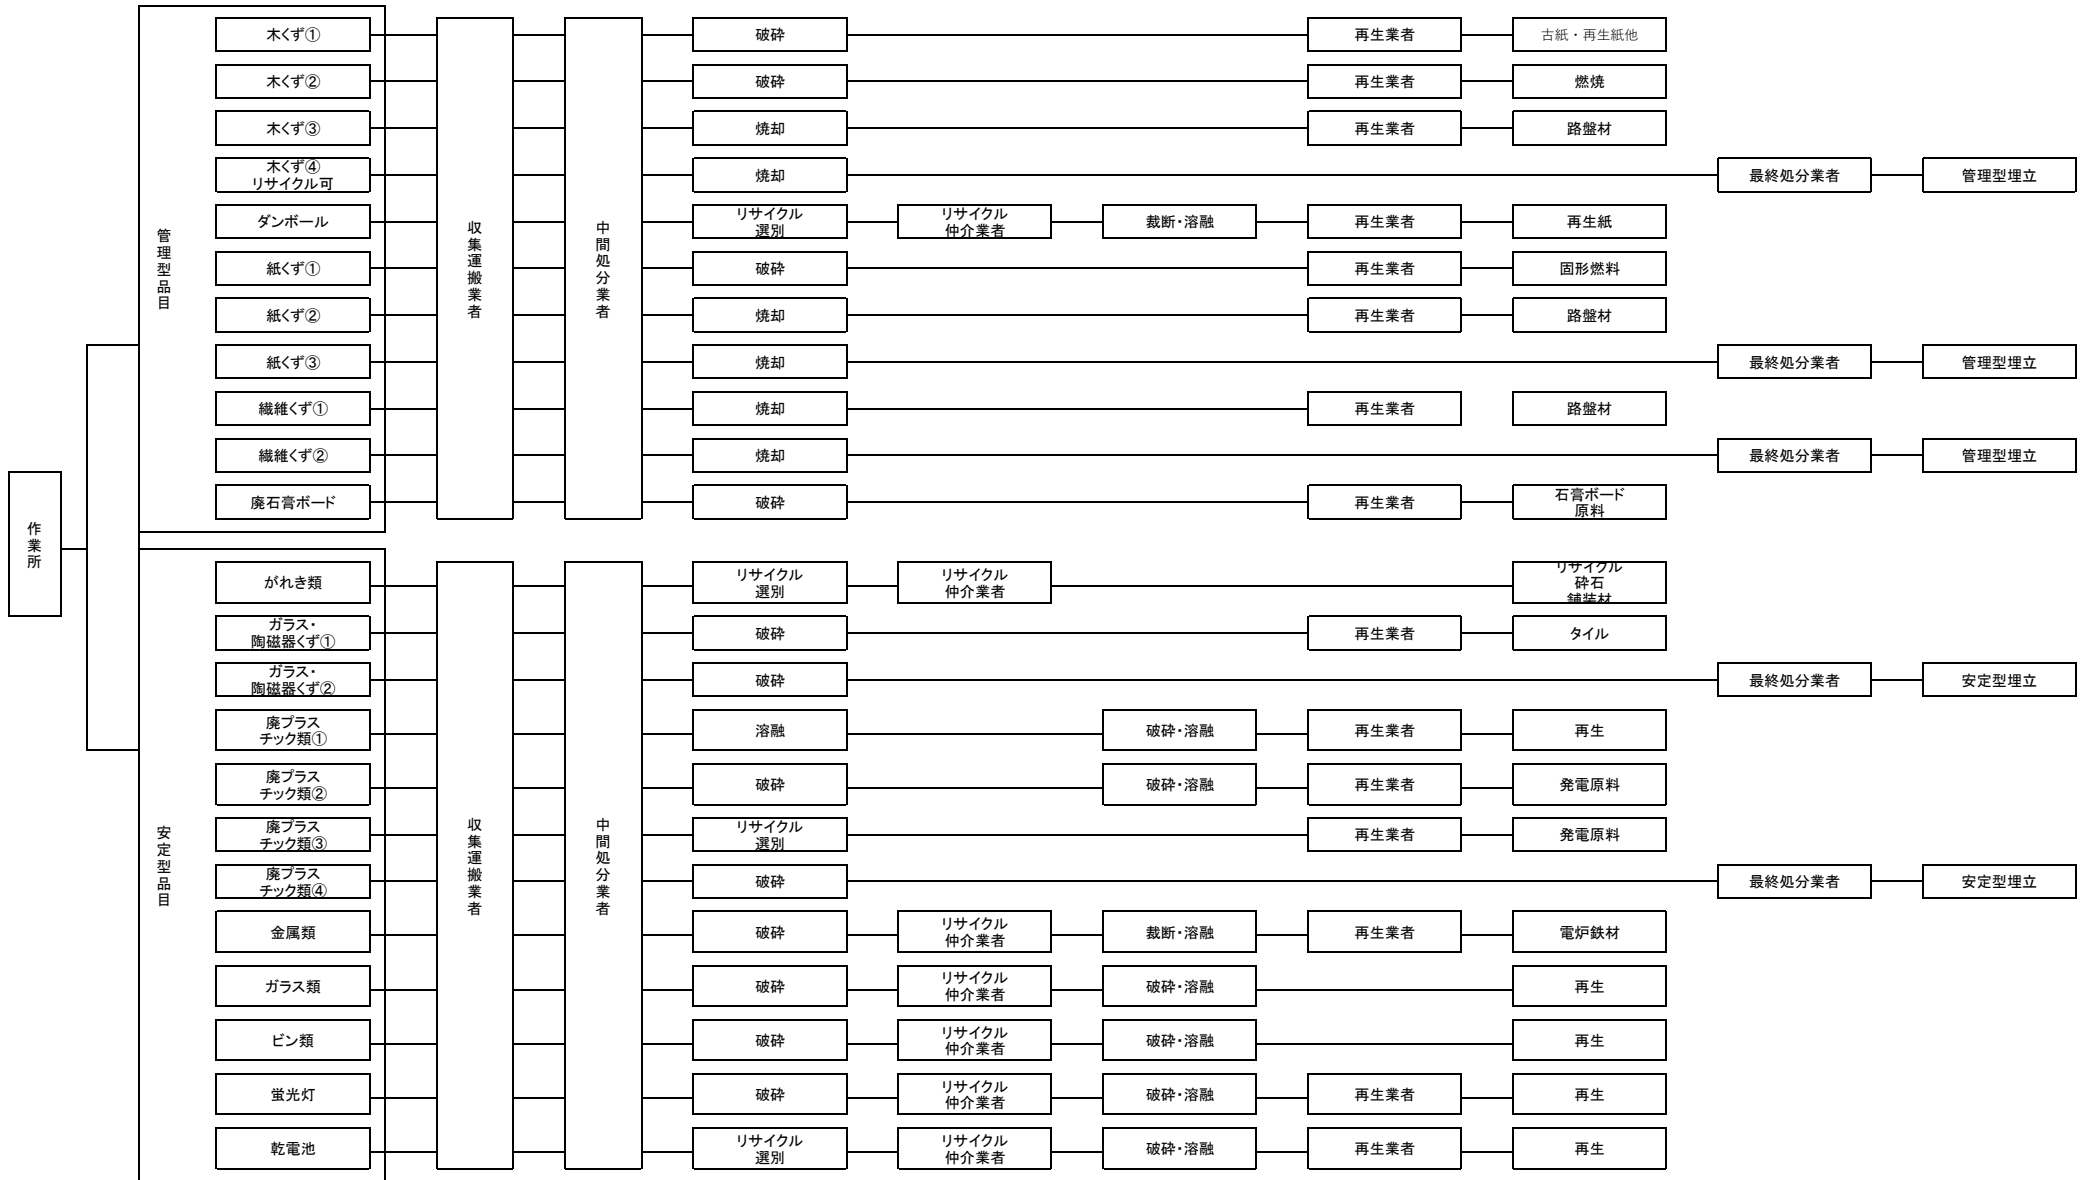 作業所
管理型品目
収集運搬業者
中間処分業者
木くず①
破砕
再生業者
古紙・再生紙他
木くず②
破砕
再生業者
燃焼
木くず③
焼却
再生業者
路盤材
木くず④
リサイクル可
焼却
最終処分業者
管理型埋立
ダンボール
リサイクル
選別
リサイクル
仲介業者
裁断・溶融
再生業者
再生紙
紙くず①
破砕
再生業者
固形燃料
紙くず②
焼却
再生業者
路盤材
紙くず③
焼却
最終処分業者
管理型埋立
繊維くず①
焼却
再生業者
路盤材
繊維くず②
焼却
最終処分業者
管理型埋立
廃石膏ボード
破砕
再生業者
石膏ボード
原料
安定型品目
収集運搬業者
中間処分業者
がれき類
リサイクル
選別
リサイクル
仲介業者
リサイクル
砕石
舗装材
ガラス・
陶磁器くず①
破砕
再生業者
タイル
ガラス・
陶磁器くず②
破砕
最終処分業者
安定型埋立
廃プラス
チック類①
溶融
破砕・溶融
再生業者
再生
廃プラス
チック類②
破砕
破砕・溶融
再生業者
発電原料
廃プラス
チック類③
リサイクル
選別
再生業者
発電原料
廃プラス
チック類④
破砕
最終処分業者
安定型埋立
金属類
破砕
リサイクル
仲介業者
裁断・溶融
再生業者
電炉鉄材
ガラス類
破砕
リサイクル
仲介業者
破砕・溶融
再生
ビン類
破砕
リサイクル
仲介業者
破砕・溶融
再生
蛍光灯
破砕
リサイクル
仲介業者
破砕・溶融
再生業者
再生
乾電池
リサイクル
選別
リサイクル
仲介業者
破砕・溶融
再生業者
再生